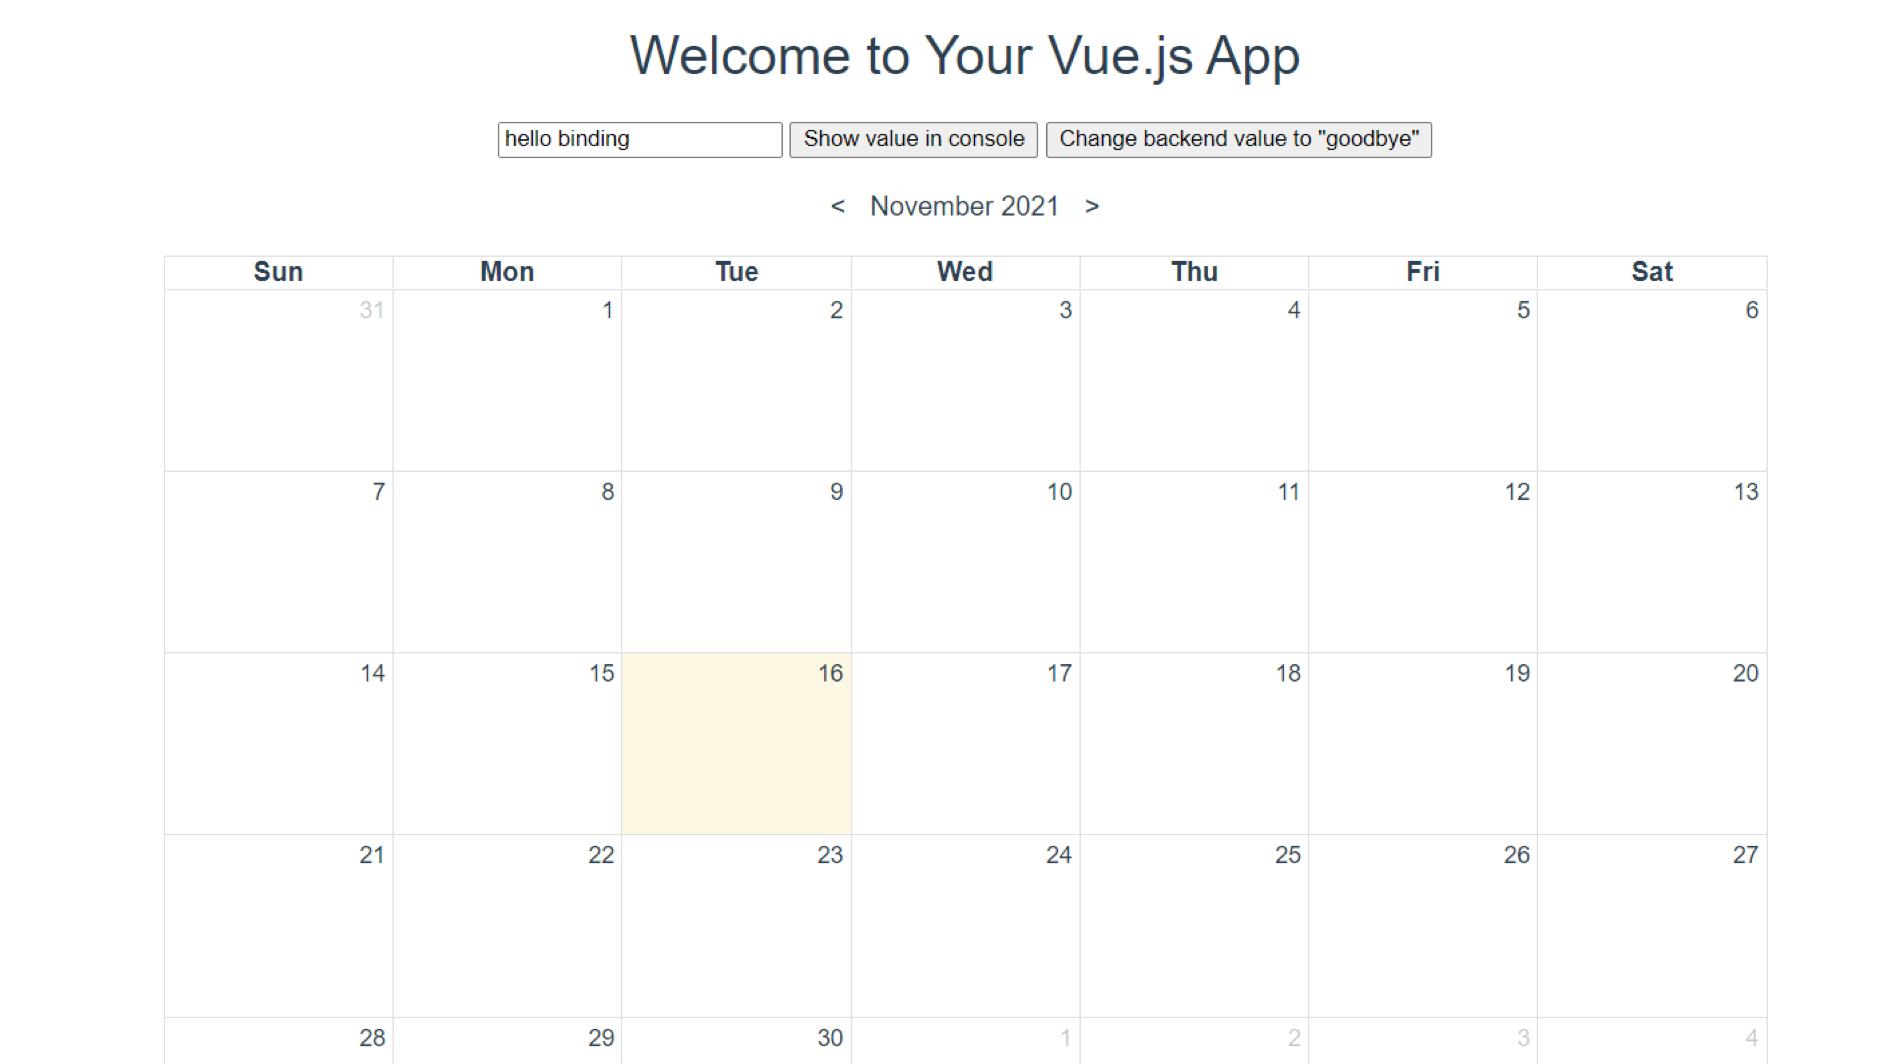 Welcome to Your Vue.js App
hello binding Show value in console Change backend value to "goodbye"
< November 2021 >
Sun Mon Tue Wed Thu Fri Sat
31 1 2 3 4 5 6
7 8 9 10 11 12 13
14 15 16 17 18 19 20
21 22 23 24 25 26 27
28 29 30 1 2 3 4